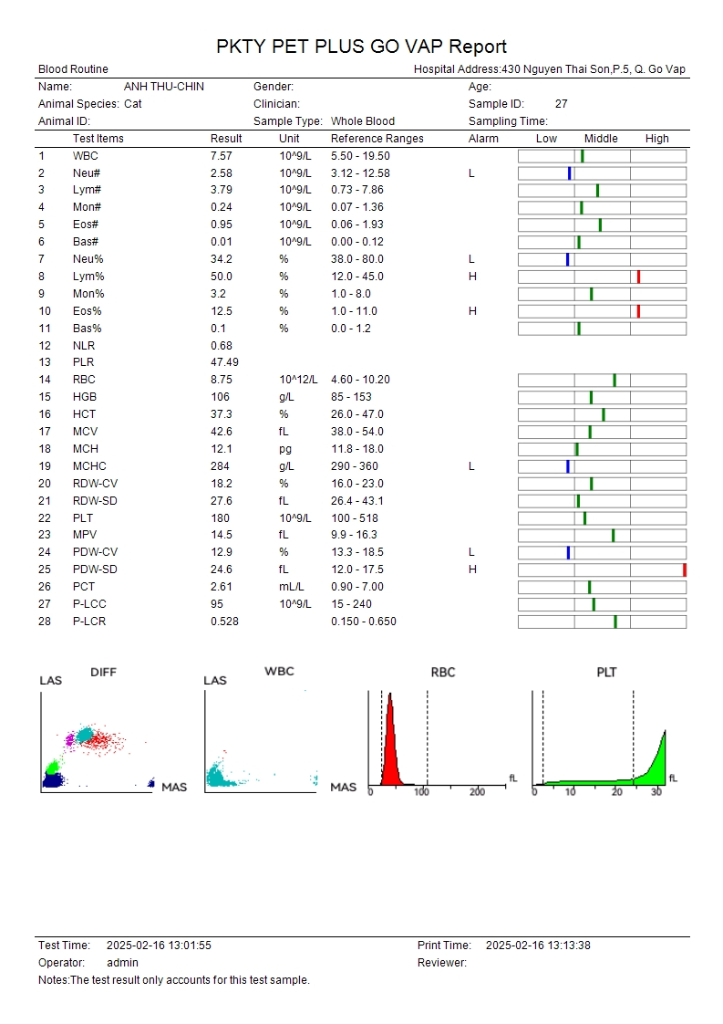 PKTY PET PLUS GO VAP Report
Blood Routine Hospital Address:430 Nguyen Thai Son,P.5, Q. Go Vap
Name: ANH THU-CHIN Gender: Age:
Animal Species: Cat Clinician: Sample ID: 27
Animal ID: Sample Type: Whole Blood Sampling Time:
Test Items Result Unit Reference Ranges Alarm Low Middle High
1 WBC 7.57 10^9/L 5.50 - 19.50
2 Neu# 2.58 10^9/L 3.12 - 12.58 L
3 Lym# 3.79 10^9/L 0.73 - 7.86
4 Mon# 0.24 10^9/L 0.07 - 1.36
5 Eos# 0.95 10^9/L 0.06 - 1.93
6 Bas# 0.01 10^9/L 0.00 - 0.12
7 Neu% 34.2 % 38.0 - 80.0 L
8 Lym% 50.0 % 12.0 - 45.0 H
9 Mon% 3.2 % 1.0 - 8.0
10 Eos% 12.5 % 1.0 - 11.0 H
11 Bas% 0.1 % 0.0 - 1.2
12 NLR 0.68
13 PLR 47.49
14 RBC 8.75 10^12/L 4.60 - 10.20
15 HGB 106 g/L 85 - 153
16 HCT 37.3 % 26.0 - 47.0
17 MCV 42.6 fL 38.0 - 54.0
18 MCH 12.1 pg 11.8 - 18.0
19 MCHC 284 g/L 290 - 360 L
20 RDW-CV 18.2 % 16.0 - 23.0
21 RDW-SD 27.6 fL 26.4 - 43.1
22 PLT 180 10^9/L 100 - 518
23 MPV 14.5 fL 9.9 - 16.3
24 PDW-CV 12.9 % 13.3 - 18.5 L
25 PDW-SD 24.6 fL 12.0 - 17.5 H
26 PCT 2.61 mL/L 0.90 - 7.00
27 P-LCC 95 10^9/L 15 - 240
28 P-LCR 0.528 0.150 - 0.650
DIFF WBC RBC PLT
LAS LAS
MAS MAS fL fL
0 100 200 0 10 20 30
Test Time: 2025-02-16 13:01:55 Print Time: 2025-02-16 13:13:38
Operator: admin Reviewer:
Notes:The test result only accounts for this test sample.